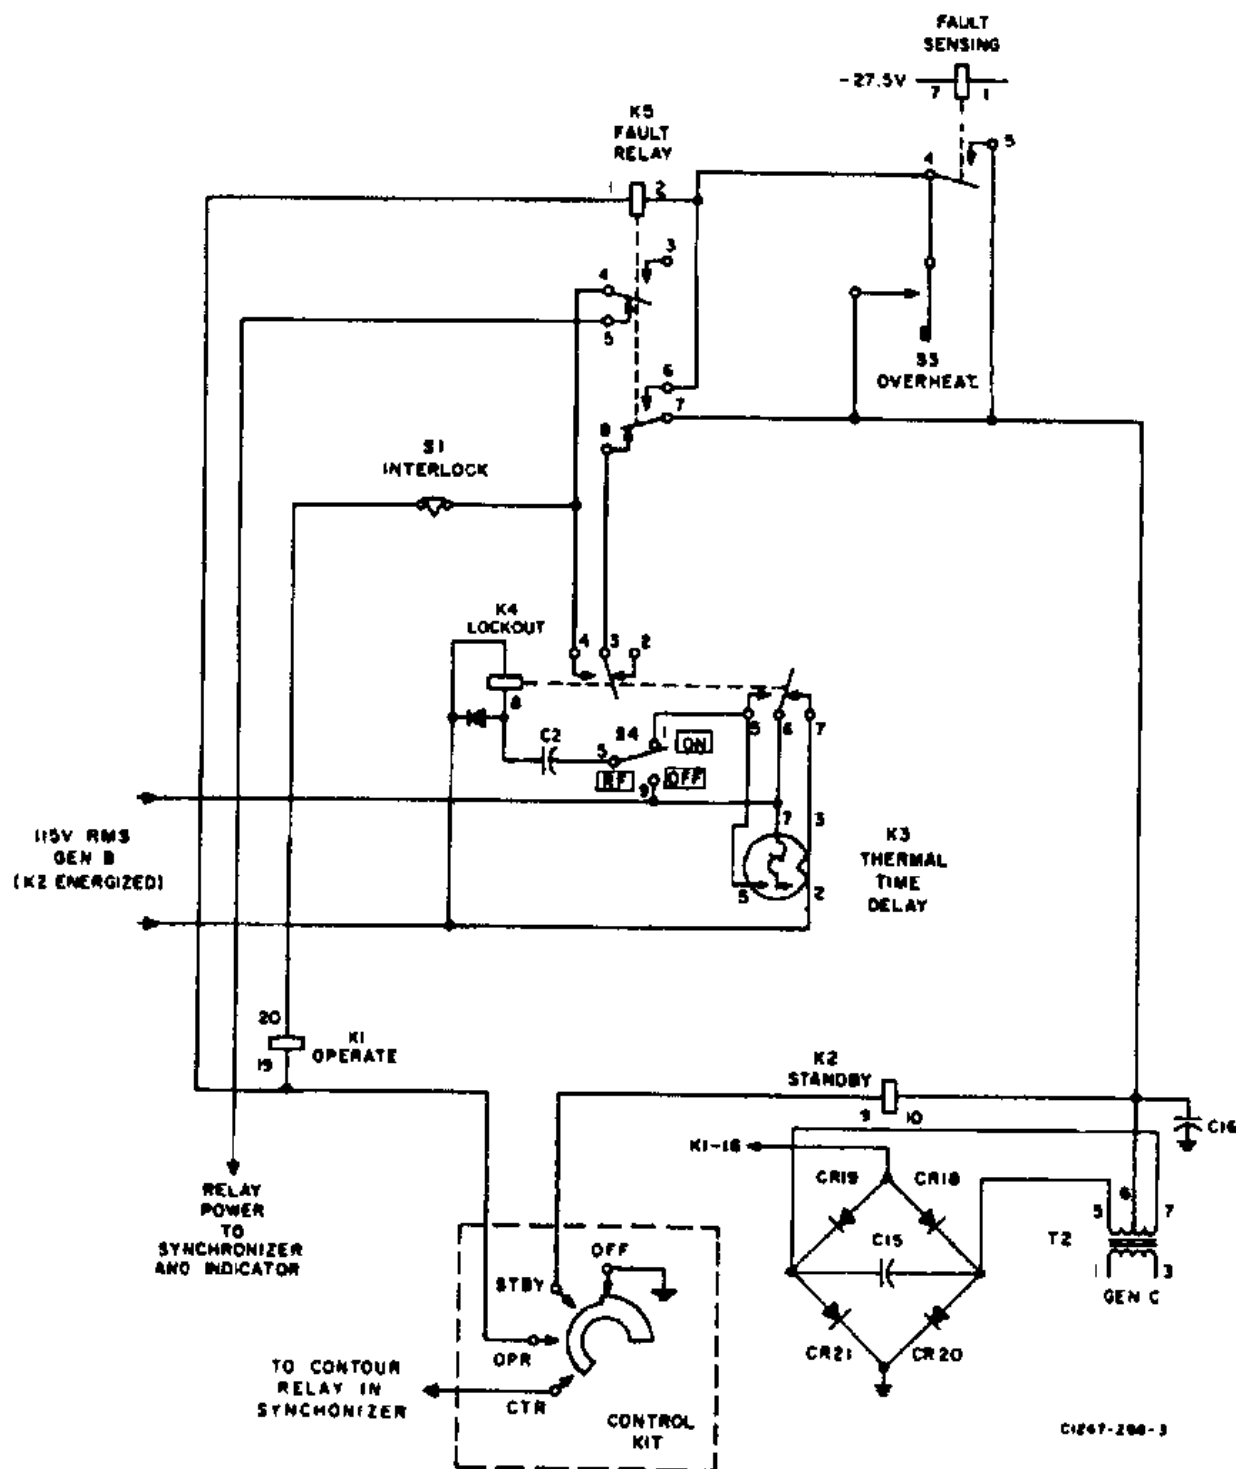 FAULT
SENSING
-27.5V
7
1
K5
FAULT
RELAY
1
2
4
5
3
4
5
S3
OVERHEAT
6
7
8
S1
INTERLOCK
K4
LOCKOUT
4
3
2
8
C2
S4
5
1
ON
RF
OFF
9
5
6
7
115V RMS
GEN B
(K2 ENERGIZED)
7
3
K3
THERMAL
TIME
DELAY
5
2
20
K1
OPERATE
19
K2
STANDBY
9
10
C16
K1-16
CR19
CR18
RELAY
POWER
TO
SYNCHRONIZER
AND INDICATOR
5
6
7
T2
C15
OFF
STBY
1
3
GEN C
OPR
CR21
CR20
TO CONTOUR
RELAY IN
SYNCHONIZER
CTR
CONTROL
KIT
C1247-298-3